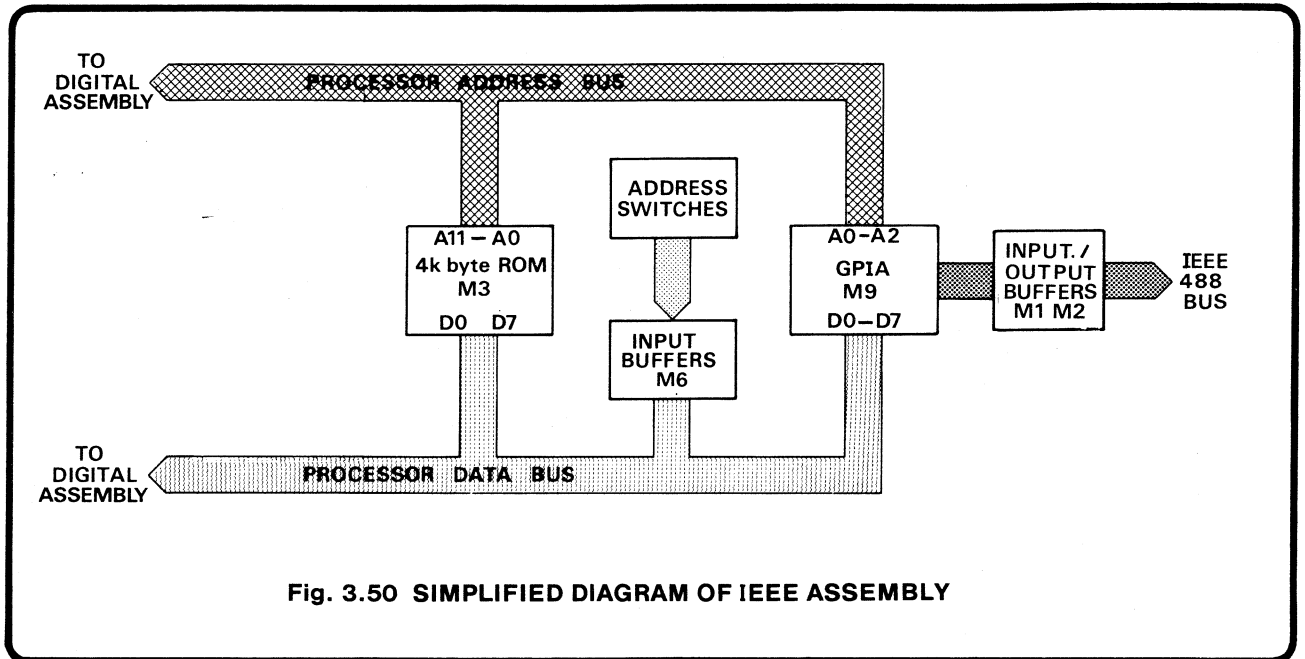 TO
DIGITAL
ASSEMBLY
PROCESSOR ADDRESS BUS
ADDRESS
SWITCHES
A11 – A0
4k byte ROM
M3
D0 D7
INPUT
BUFFERS
M6
A0–A2
GPIA
M9
D0–D7
INPUT./
OUTPUT
BUFFERS
M1 M2
IEEE
488
BUS
TO
DIGITAL
ASSEMBLY
PROCESSOR DATA BUS
Fig. 3.50 SIMPLIFIED DIAGRAM OF IEEE ASSEMBLY